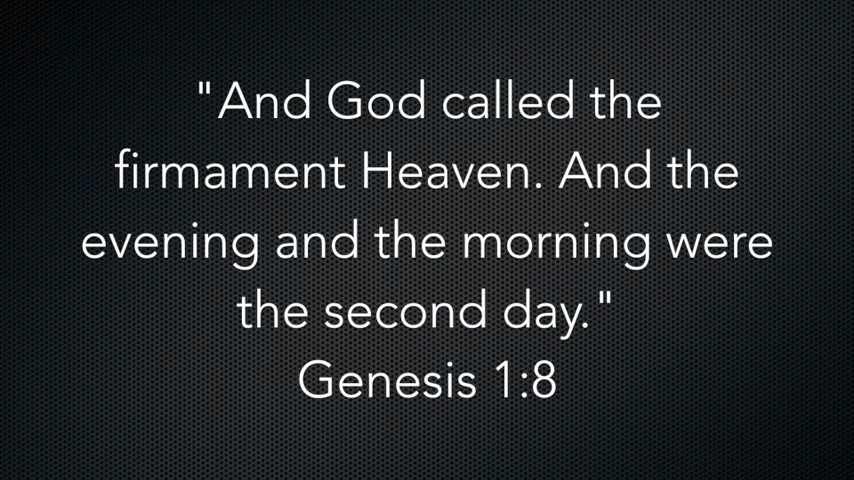 "And God called the
firmament Heaven. And the
evening and the morning were
the second day."
Genesis 1:8